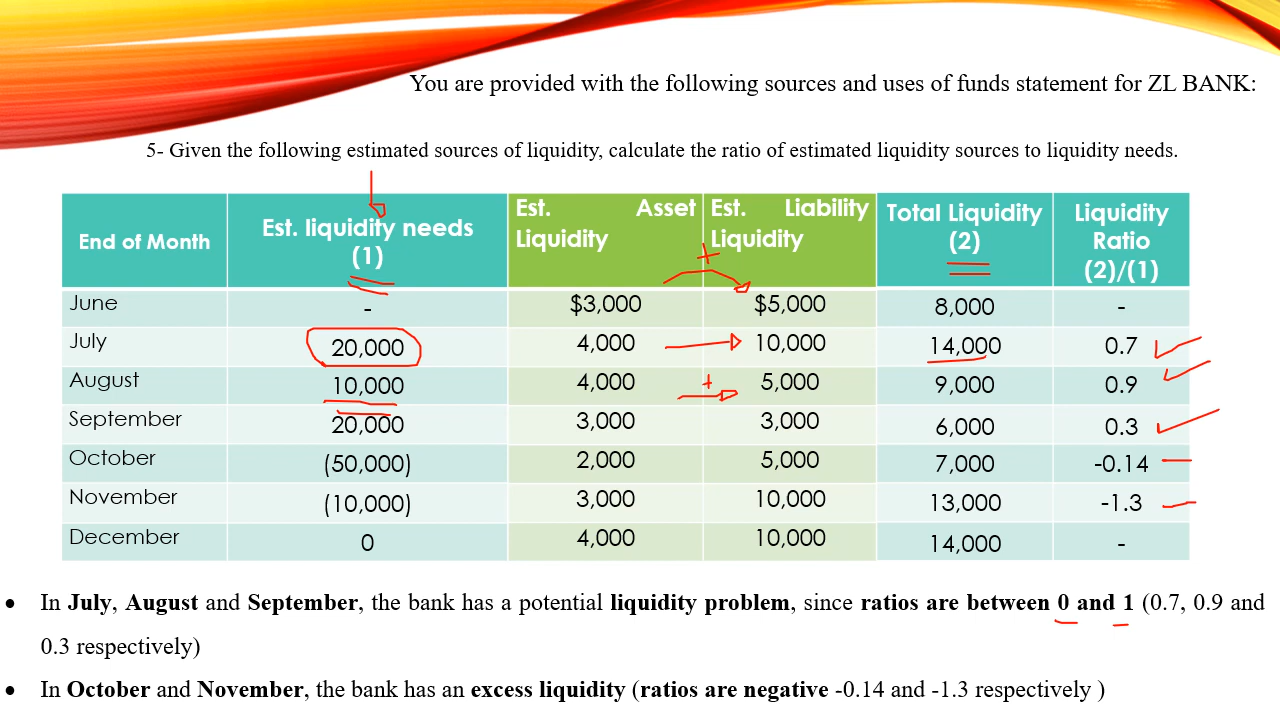 You are provided with the following sources and uses of funds statement for ZL BANK:
5- Given the following estimated sources of liquidity, calculate the ratio of estimated liquidity sources to liquidity needs.
End of Month | Est. liquidity needs (1) | Est. Asset Liquidity | Est. Liability Liquidity | Total Liquidity (2) | Liquidity Ratio (2)/(1)
June | - | $3,000 | $5,000 | 8,000 | -
July | 20,000 | 4,000 | 10,000 | 14,000 | 0.7
August | 10,000 | 4,000 | 5,000 | 9,000 | 0.9
September | 20,000 | 3,000 | 3,000 | 6,000 | 0.3
October | (50,000) | 2,000 | 5,000 | 7,000 | -0.14
November | (10,000) | 3,000 | 10,000 | 13,000 | -1.3
December | 0 | 4,000 | 10,000 | 14,000 | -
• In July, August and September, the bank has a potential liquidity problem, since ratios are between 0 and 1 (0.7, 0.9 and
0.3 respectively)
• In October and November, the bank has an excess liquidity (ratios are negative -0.14 and -1.3 respectively )